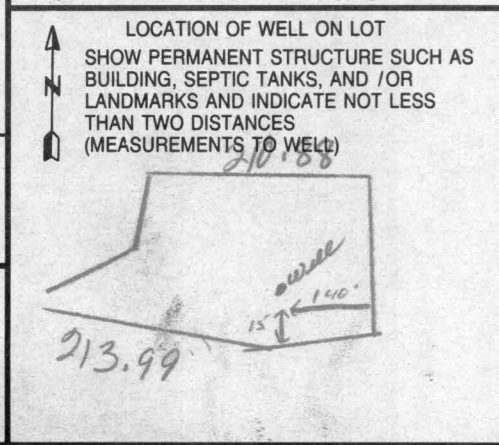 LOCATION OF WELL ON LOT
SHOW PERMANENT STRUCTURE SUCH AS
BUILDING, SEPTIC TANKS, AND / OR
LANDMARKS AND INDICATE NOT LESS
THAN TWO DISTANCES
(MEASUREMENTS TO WELL)
N
210.88
Well
140'
15'
213.99